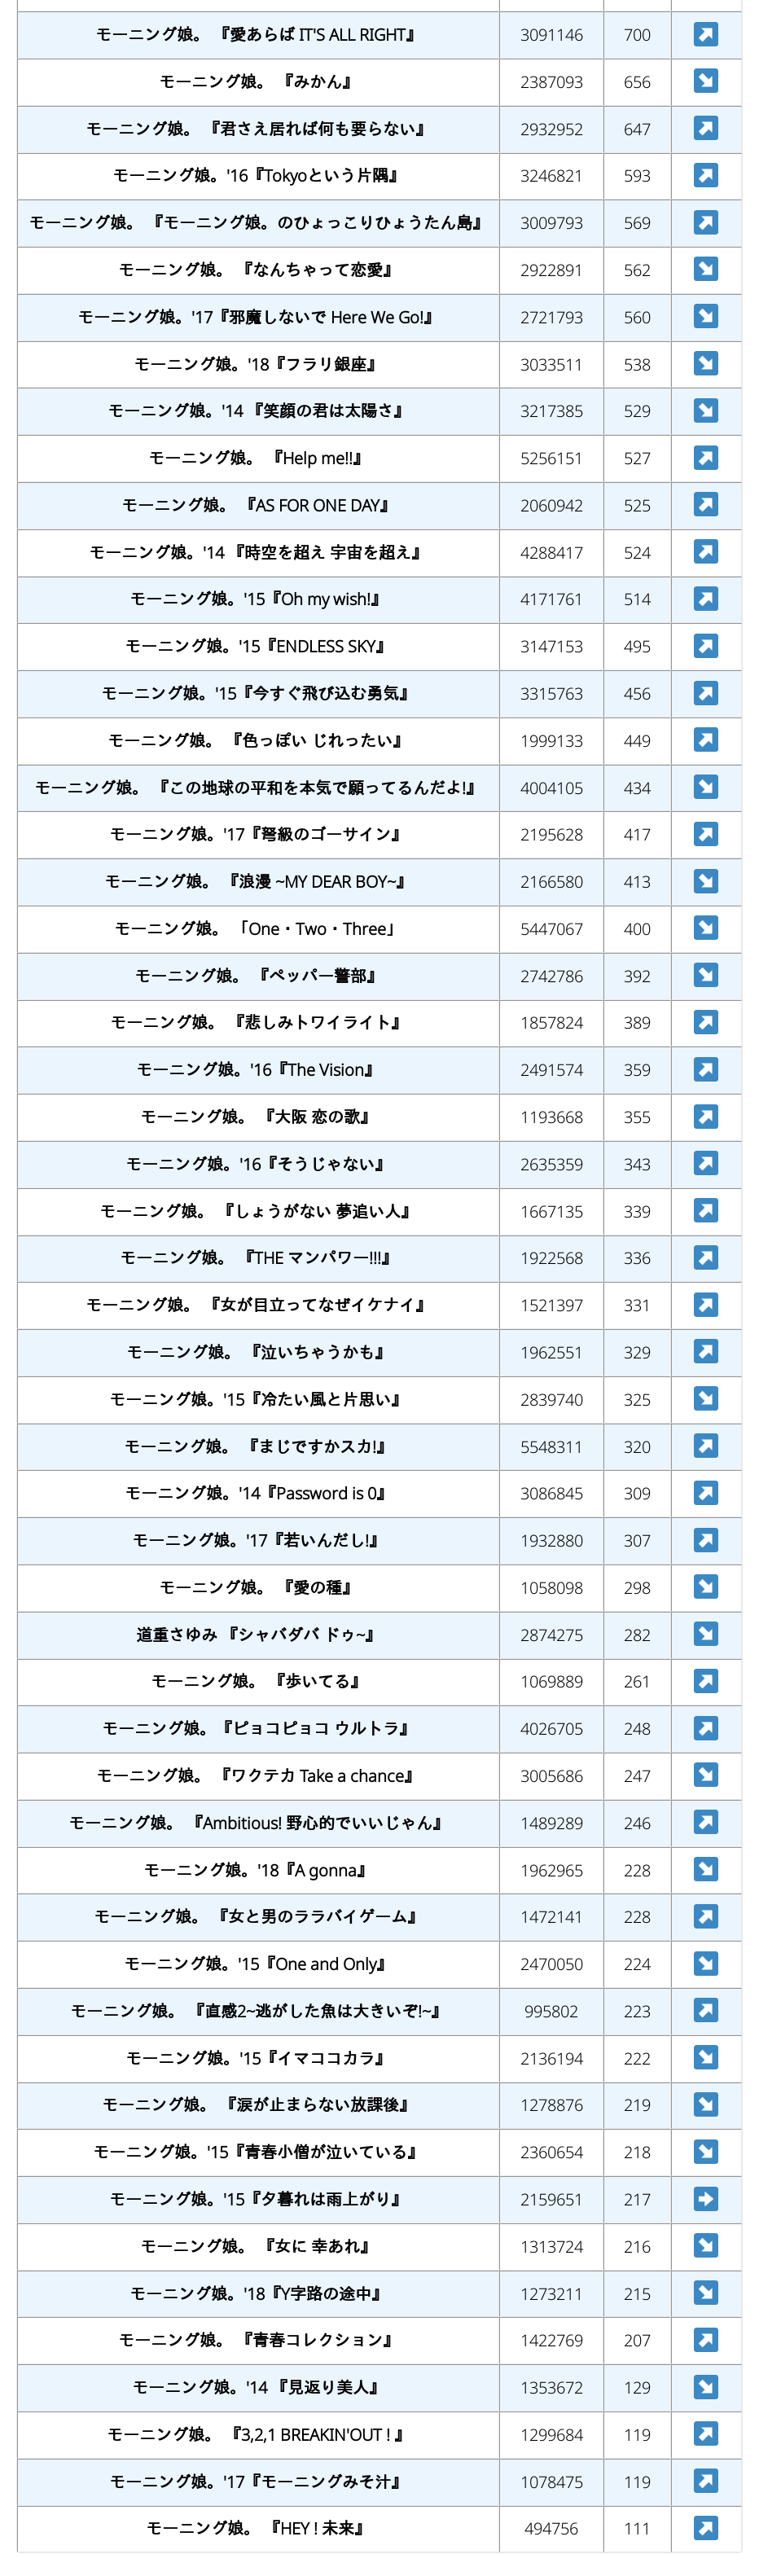 モーニング娘。 『愛あらば IT'S ALL RIGHT』 3091146 700 ↗
モーニング娘。 『みかん』 2387093 656 ↘
モーニング娘。 『君さえ居れば何も要らない』 2932952 647 ↗
モーニング娘。'16『Tokyoという片隅』 3246821 593 ↗
モーニング娘。 『モーニング娘。のひょっこりひょうたん島』 3009793 569 ↗
モーニング娘。 『なんちゃって恋愛』 2922891 562 ↘
モーニング娘。'17『邪魔しないで Here We Go!』 2721793 560 ↘
モーニング娘。'18『フラリ銀座』 3033511 538 ↘
モーニング娘。'14 『笑顔の君は太陽さ』 3217385 529 ↘
モーニング娘。 『Help me!!』 5256151 527 ↗
モーニング娘。 『AS FOR ONE DAY』 2060942 525 ↗
モーニング娘。'14 『時空を超え 宇宙を超え』 4288417 524 ↗
モーニング娘。'15『Oh my wish!』 4171761 514 ↗
モーニング娘。'15『ENDLESS SKY』 3147153 495 ↗
モーニング娘。'15『今すぐ飛び込む勇気』 3315763 456 ↗
モーニング娘。 『色っぽい じれったい』 1999133 449 ↗
モーニング娘。 『この地球の平和を本気で願ってるんだよ!』 4004105 434 ↘
モーニング娘。'17『弩級のゴーサイン』 2195628 417 ↗
モーニング娘。 『浪漫 ~MY DEAR BOY~』 2166580 413 ↘
モーニング娘。 「One・Two・Three」 5447067 400 ↘
モーニング娘。 『ペッパー警部』 2742786 392 ↘
モーニング娘。 『悲しみトワイライト』 1857824 389 ↗
モーニング娘。'16『The Vision』 2491574 359 ↗
モーニング娘。 『大阪 恋の歌』 1193668 355 ↗
モーニング娘。'16『そうじゃない』 2635359 343 ↗
モーニング娘。 『しょうがない 夢追い人』 1667135 339 ↗
モーニング娘。 『THE マンパワー!!!』 1922568 336 ↗
モーニング娘。 『女が目立ってなぜイケナイ』 1521397 331 ↗
モーニング娘。 『泣いちゃうかも』 1962551 329 ↗
モーニング娘。'15『冷たい風と片思い』 2839740 325 ↘
モーニング娘。 『まじですかスカ!』 5548311 320 ↗
モーニング娘。'14『Password is 0』 3086845 309 ↗
モーニング娘。'17『若いんだし!』 1932880 307 ↗
モーニング娘。 『愛の種』 1058098 298 ↘
道重さゆみ 『シャバダバ ドゥ~』 2874275 282 ↘
モーニング娘。 『歩いてる』 1069889 261 ↗
モーニング娘。『ピョコピョコ ウルトラ』 4026705 248 ↗
モーニング娘。 『ワクテカ Take a chance』 3005686 247 ↘
モーニング娘。 『Ambitious! 野心的でいいじゃん』 1489289 246 ↗
モーニング娘。'18『A gonna』 1962965 228 ↘
モーニング娘。 『女と男のララバイゲーム』 1472141 228 ↗
モーニング娘。'15『One and Only』 2470050 224 ↘
モーニング娘。 『直感2~逃がした魚は大きいぞ!~』 995802 223 ↗
モーニング娘。'15『イマココカラ』 2136194 222 ↘
モーニング娘。 『涙が止まらない放課後』 1278876 219 ↘
モーニング娘。'15『青春小僧が泣いている』 2360654 218 ↘
モーニング娘。'15『夕暮れは雨上がり』 2159651 217 →
モーニング娘。 『女に 幸あれ』 1313724 216 ↘
モーニング娘。'18『Y字路の途中』 1273211 215 ↘
モーニング娘。 『青春コレクション』 1422769 207 ↗
モーニング娘。'14 『見返り美人』 1353672 129 ↘
モーニング娘。 『3,2,1 BREAKIN'OUT ! 』 1299684 119 ↗
モーニング娘。'17『モーニングみそ汁』 1078475 119 ↗
モーニング娘。 『HEY ! 未来』 494756 111 ↗